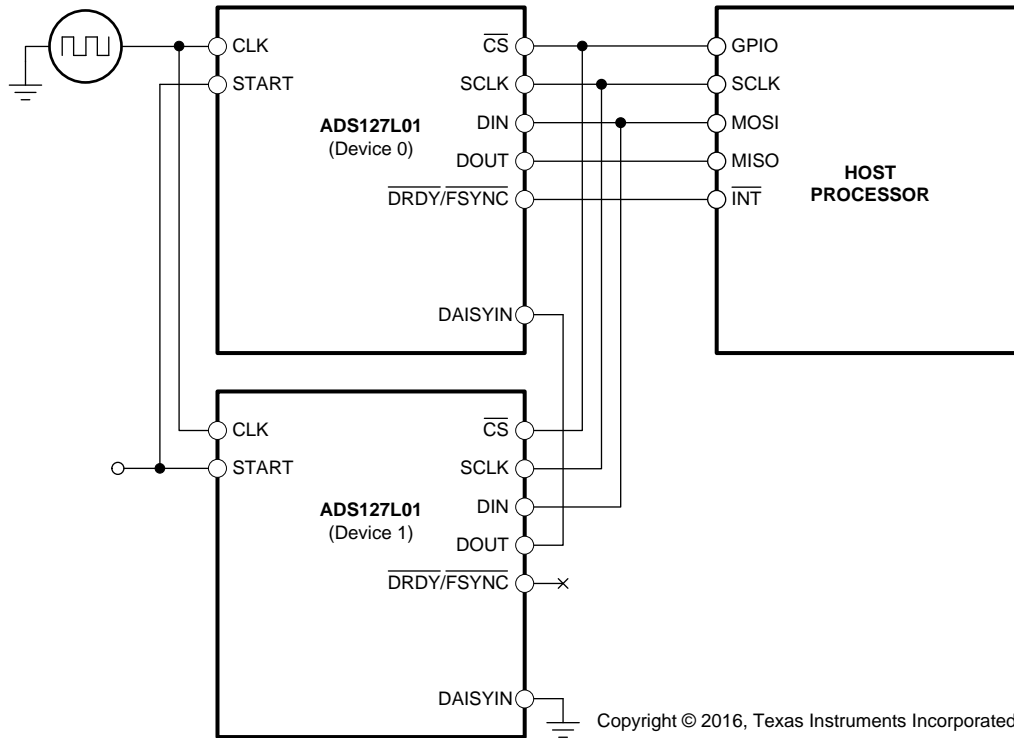 CLK
START
ADS127L01
(Device 0)
CS
SCLK
DIN
DOUT
DRDY/FSYNC
DAISYIN
GPIO
SCLK
MOSI
MISO
INT
HOST
PROCESSOR
CLK
START
ADS127L01
(Device 1)
CS
SCLK
DIN
DOUT
DRDY/FSYNC
DAISYIN
Copyright © 2016, Texas Instruments Incorporated